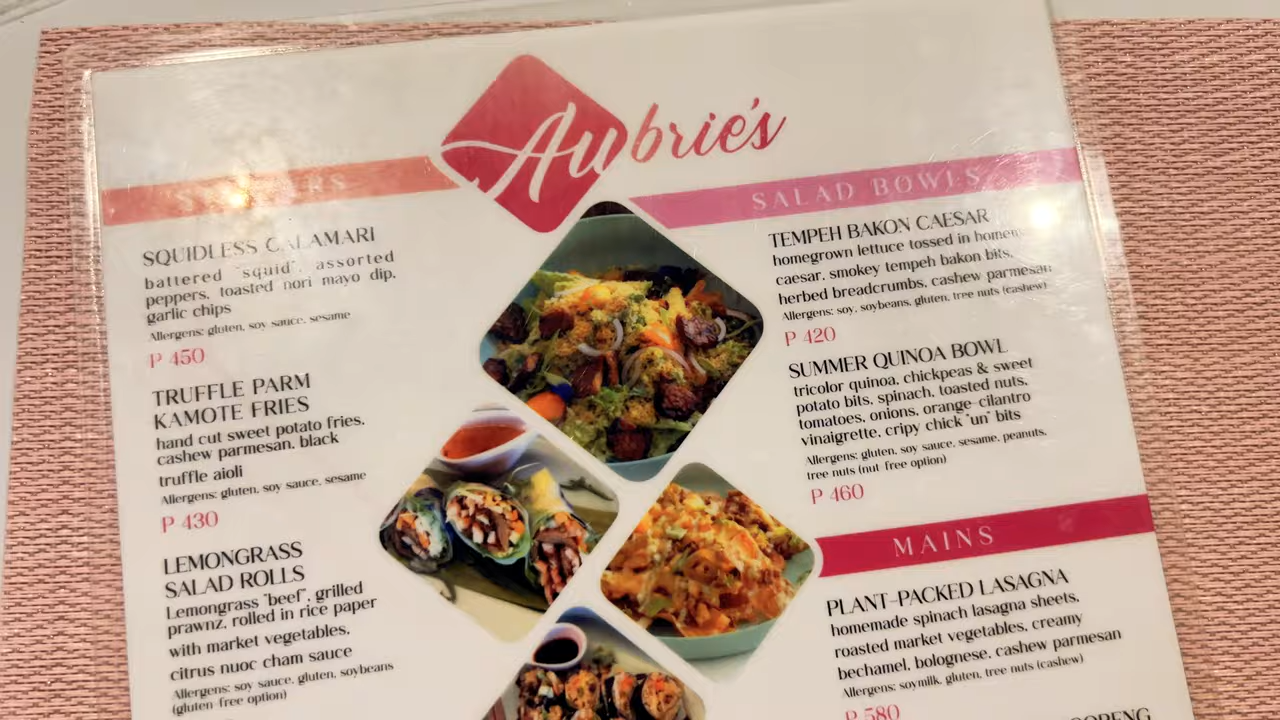 Aubrie's
STARTERS
SQUIDLESS CALAMARI
battered "squid", assorted
peppers, toasted nori mayo dip,
garlic chips
Allergens: gluten, soy sauce, sesame
P 450
TRUFFLE PARM
KAMOTE FRIES
hand cut sweet potato fries,
cashew parmesan, black
truffle aioli
Allergens: gluten, soy sauce, sesame
P 430
LEMONGRASS
SALAD ROLLS
Lemongrass "beef", grilled
prawnz, rolled in rice paper
with market vegetables,
citrus nuoc cham sauce
Allergens: soy sauce, gluten, soybeans
(gluten free option)
SALAD BOWLS
TEMPEH BAKON CAESAR
homegrown lettuce tossed in
caesar, smokey tempeh bakon bits,
herbed breadcrumbs, cashew parmesan
Allergens: soy, soybeans, gluten, tree nuts (cashew)
P 420
SUMMER QUINOA BOWL
tricolor quinoa, chickpeas & sweet
potato bits, spinach, toasted nuts,
tomatoes, onions, orange-cilantro
vinaigrette, cripy chick "un" bits
Allergens: gluten, soy sauce, sesame, peanuts,
tree nuts (nut free option)
P 460
MAINS
PLANT-PACKED LASAGNA
homemade spinach lasagna sheets,
roasted market vegetables, creamy
bechamel, bolognese, cashew parmesan
Allergens: soymilk, gluten, tree nuts (cashew)
P 580